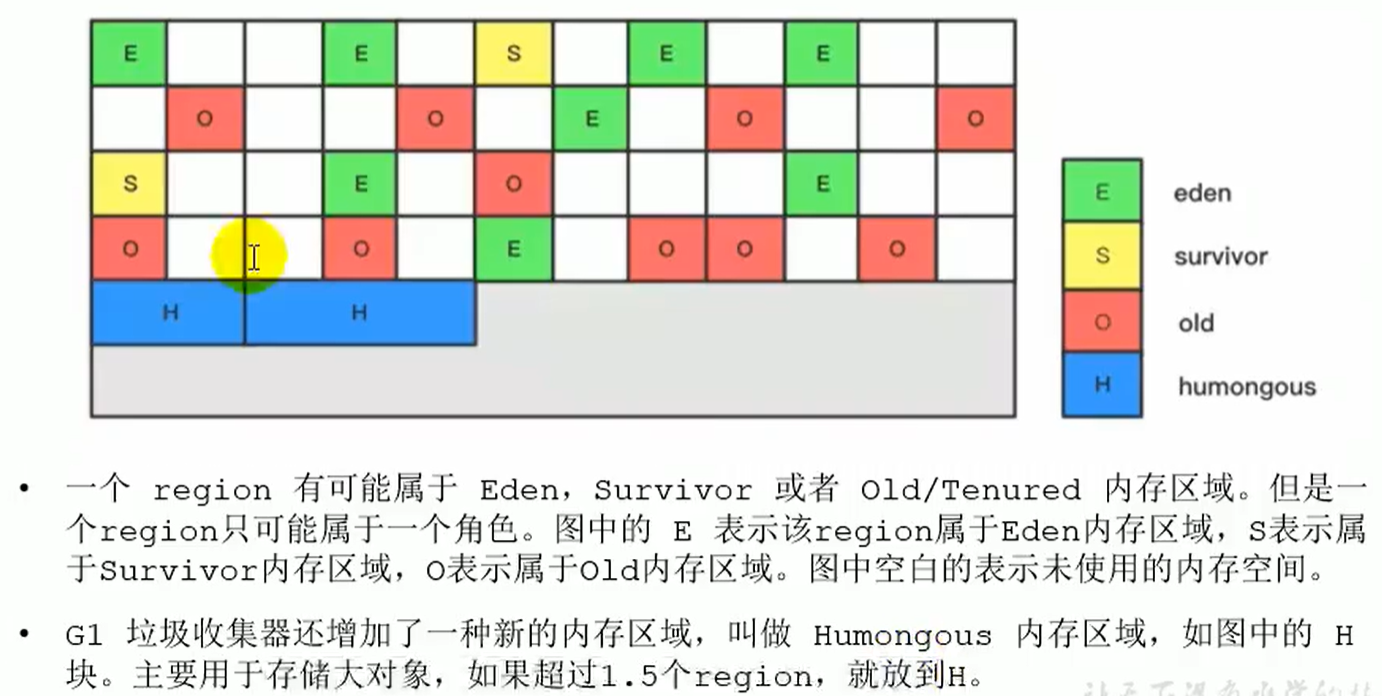 E E S E E
O O E O O
S E O E
O O E O O O
H H
E eden
S survivor
O old
H humongous
• 一个 region 有可能属于 Eden，Survivor 或者 Old/Tenured 内存区域。但是一
个region只可能属于一个角色。图中的 E 表示该region属于Eden内存区域，S表示属
于Survivor内存区域，O表示属于Old内存区域。图中空白的表示未使用的内存空间。
• G1 垃圾收集器还增加了一种新的内存区域，叫做 Humongous 内存区域，如图中的 H
块。主要用于存储大对象，如果超过1.5个region，就放到H。